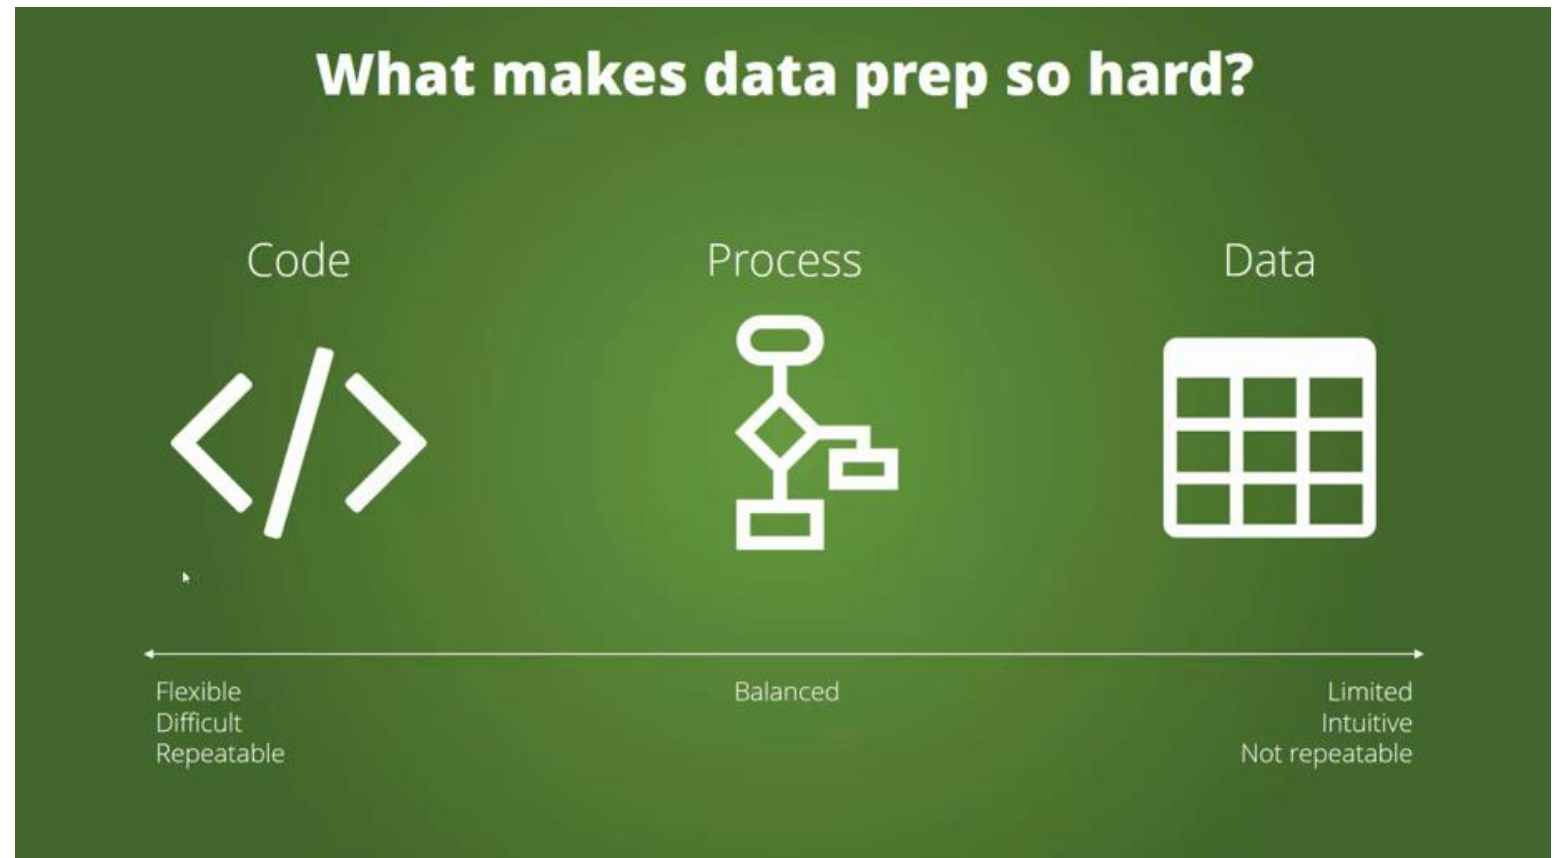 What makes data prep so hard?
Code
Process
Data
Flexible
Difficult
Repeatable
Balanced
Limited
Intuitive
Not repeatable